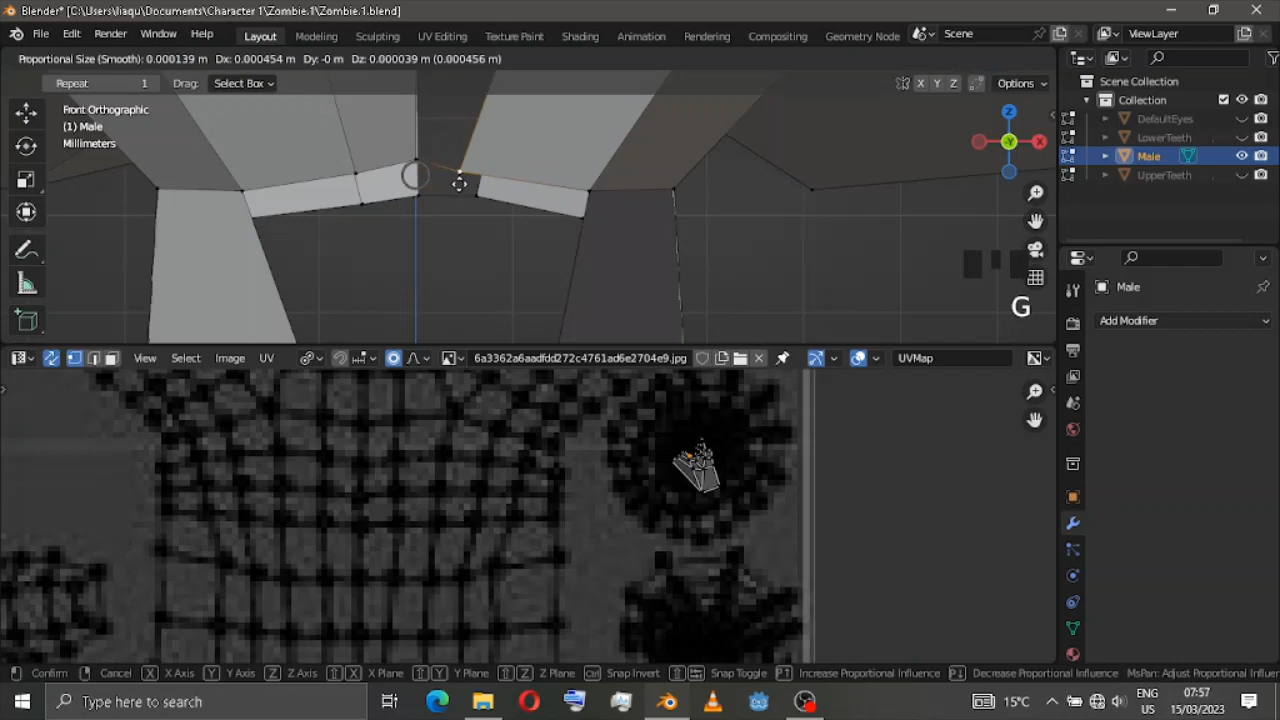 Blender* [C:\Users\liaqu\Documents\Character 1\Zombie.1\Zombie.1.blend]
File Edit Render Window Help Layout Modeling Sculpting UV Editing Texture Paint Shading Animation Rendering Compositing Geometry Node Scene ViewLayer
Proportional Size (Smooth): 0.000139 m Dx: 0.000454 m Dy: -0 m Dz: 0.000039 m (0.000456 m)
Repeat 1 Drag: Select Box X Y Z Options
Scene Collection
Collection
DefaultEyes
LowerTeeth
Male
UpperTeeth
Front Orthographic
(1) Male
Millimeters
Z
Y
X
G
Male
Add Modifier
View Select Image UV 6a3362a6aadfdd272c4761ad6e2704e9.jpg UVMap
Confirm Cancel X X Axis Y Y Axis Z Z Axis X X Plane Y Y Plane Z Z Plane Ctrl Snap Invert Snap Toggle Increase Proportional Influence Decrease Proportional Influence MsPan: Adjust Proportional Influer
Type here to search
15°C
ENG
07:57
15/03/2023